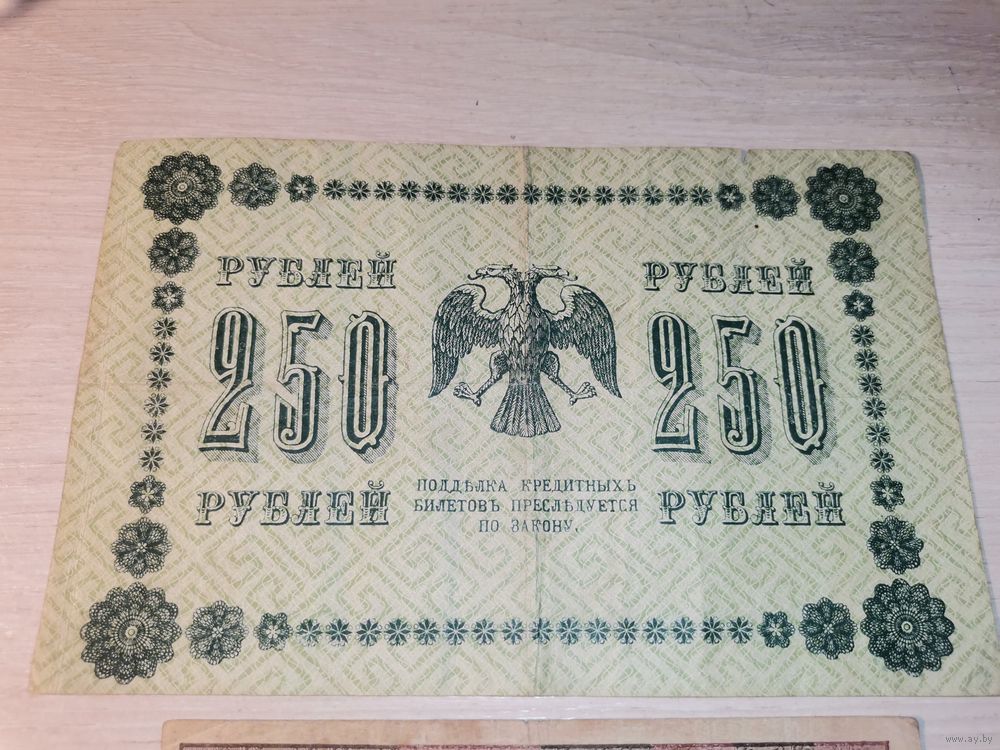 РУБЛЕЙ РУБЛЕЙ
250 250
РУБЛЕЙ РУБЛЕЙ
ПОДДѢЛКА КРЕДИТНЫХЪ
БИЛЕТОВЪ ПРЕСЛѢДУЕТСЯ
ПО ЗАКОНУ.
www.ay.by